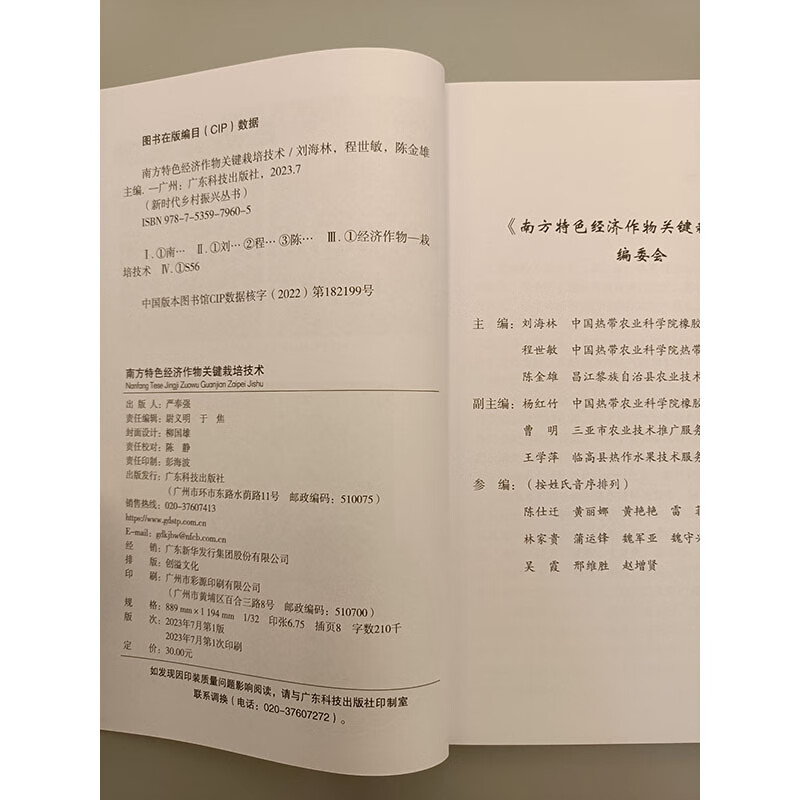 图书在版编目（CIP）数据
南方特色经济作物关键栽培技术 / 刘海林，程世敏，陈金雄
主编. —广州：广东科技出版社，2023.7
（新时代乡村振兴丛书）
ISBN 978-7-5359-7960-5
Ⅰ.①南… Ⅱ.①刘…②程…③陈… Ⅲ.①经济作物—栽
培技术 Ⅳ.①S56
中国版本图书馆CIP数据核字（2022）第182199号
南方特色经济作物关键栽培技术
Nanfang Tese Jingji Zuowu Guanjian Zaipei Jishu
出 版 人：严奉强
责任编辑：尉义明 于 焦
封面设计：柳国雄
责任校对：陈 静
责任印制：彭海波
出版发行：广东科技出版社
（广州市环市东路水荫路11号 邮政编码：510075）
销售热线：020-37607413
https://www.gdstp.com.cn
E-mail：gdkjbw@nfcb.com.cn
经 销：广东新华发行集团股份有限公司
排 版：创溢文化
印 刷：广州市彩源印刷有限公司
（广州市黄埔区百合三路8号 邮政编码：510700）
规 格：889 mm×1 194 mm 1/32 印张6.75 插页8 字数210千
版 次：2023年7月第1版
2023年7月第1次印刷
定 价：30.00元
如发现因印装质量问题影响阅读，请与广东科技出版社印制室
联系调换（电话：020-37607272）。
《南方特色经济作物关键
编委会
主 编：刘海林 中国热带农业科学院橡胶
程世敏 中国热带农业科学院热带
陈金雄 昌江黎族自治县农业技术
副主编：杨红竹 中国热带农业科学院橡胶
曹 明 三亚市农业技术推广服务
王学萍 临高县热作水果技术服务
参 编：（按姓氏音序排列）
陈仕迁 黄丽娜 黄艳艳 雷
林家贵 蒲运锋 魏军亚 魏守
吴 霞 邢维胜 赵增贤